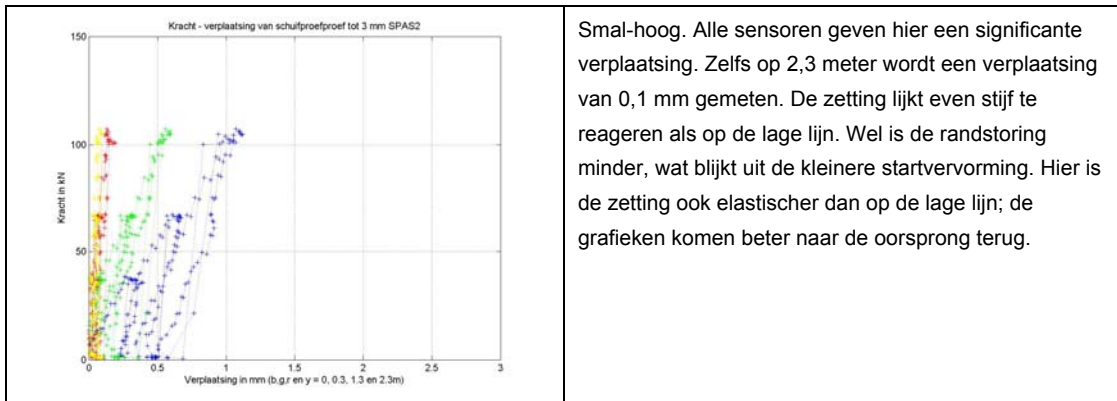 Kracht - verplaatsing van schuifproefproef tot 3 mm SPAS2
150
100
50
0
Kracht in kN
0
0.5
1
1.5
2
2.5
3
Verplaatsing in mm (b,g,r en y = 0, 0.3, 1.3 en 2.3m)
Smal-hoog. Alle sensoren geven hier een significante
verplaatsing. Zelfs op 2,3 meter wordt een verplaatsing
van 0,1 mm gemeten. De zetting lijkt even stijf te
reageren als op de lage lijn. Wel is de randstoring
minder, wat blijkt uit de kleinere startvervorming. Hier is
de zetting ook elastischer dan op de lage lijn; de
grafieken komen beter naar de oorsprong terug.